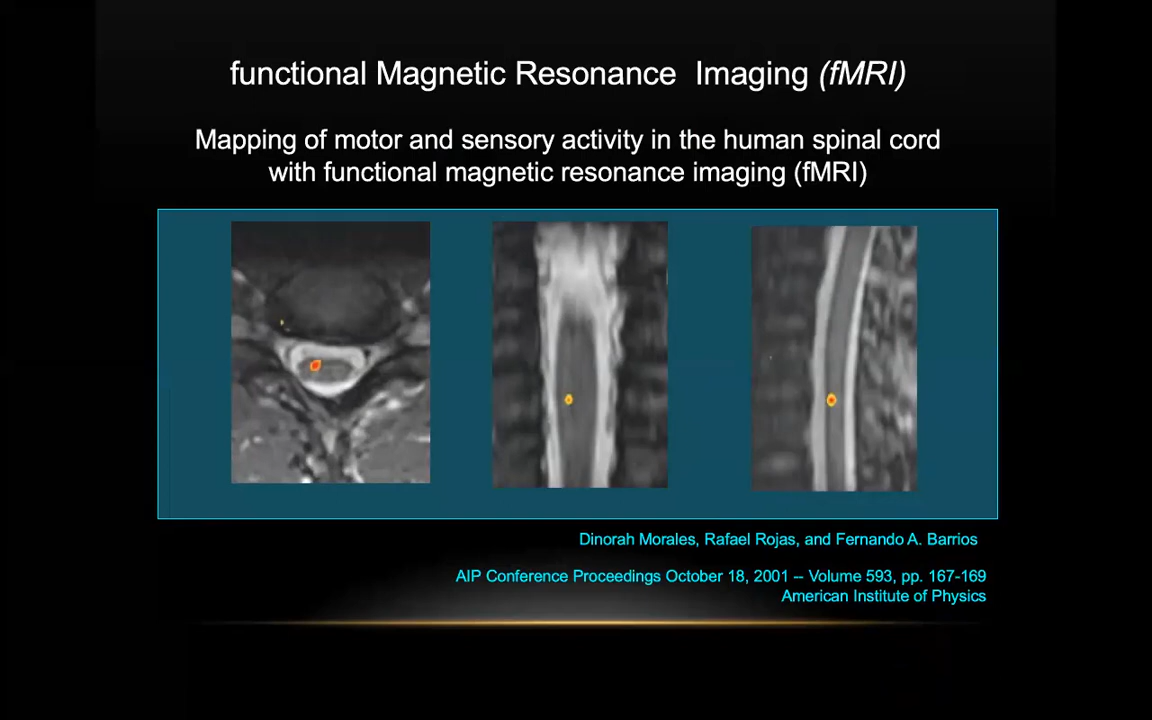 functional Magnetic Resonance Imaging (fMRI)
Mapping of motor and sensory activity in the human spinal cord
with functional magnetic resonance imaging (fMRI)
Dinorah Morales, Rafael Rojas, and Fernando A. Barrios
AIP Conference Proceedings October 18, 2001 -- Volume 593, pp. 167-169
American Institute of Physics